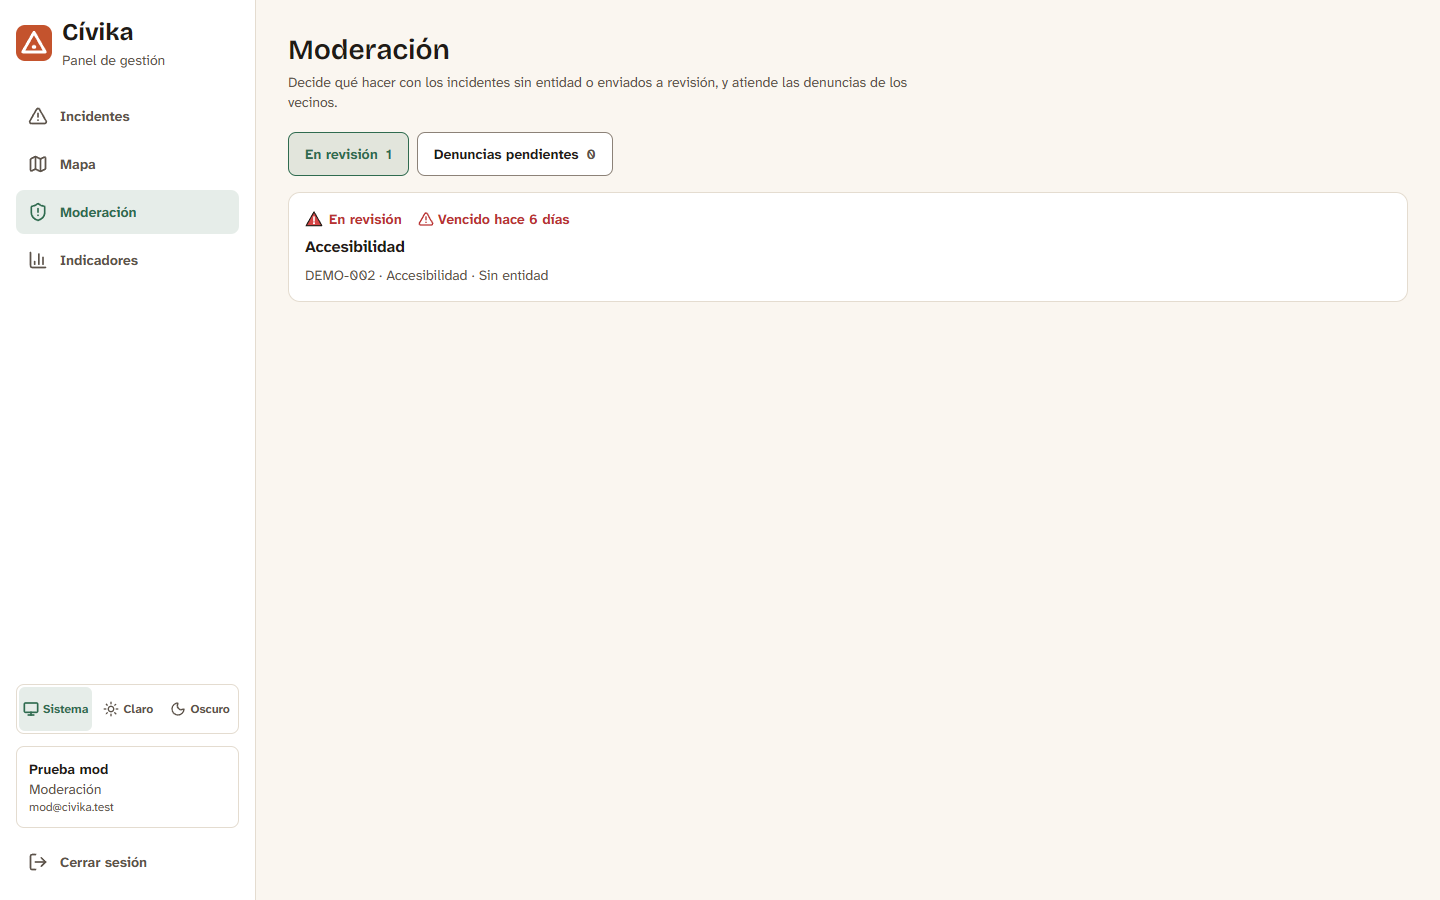 Cívika
Panel de gestión
Incidentes
Mapa
Moderación
Indicadores
Sistema
Claro
Oscuro
Prueba mod
Moderación
mod@civika.test
Cerrar sesión
Moderación
Decide qué hacer con los incidentes sin entidad o enviados a revisión, y atiende las denuncias de los
vecinos.
En revisión 1
Denuncias pendientes 0
En revisión Vencido hace 6 días
Accesibilidad
DEMO-002 · Accesibilidad · Sin entidad